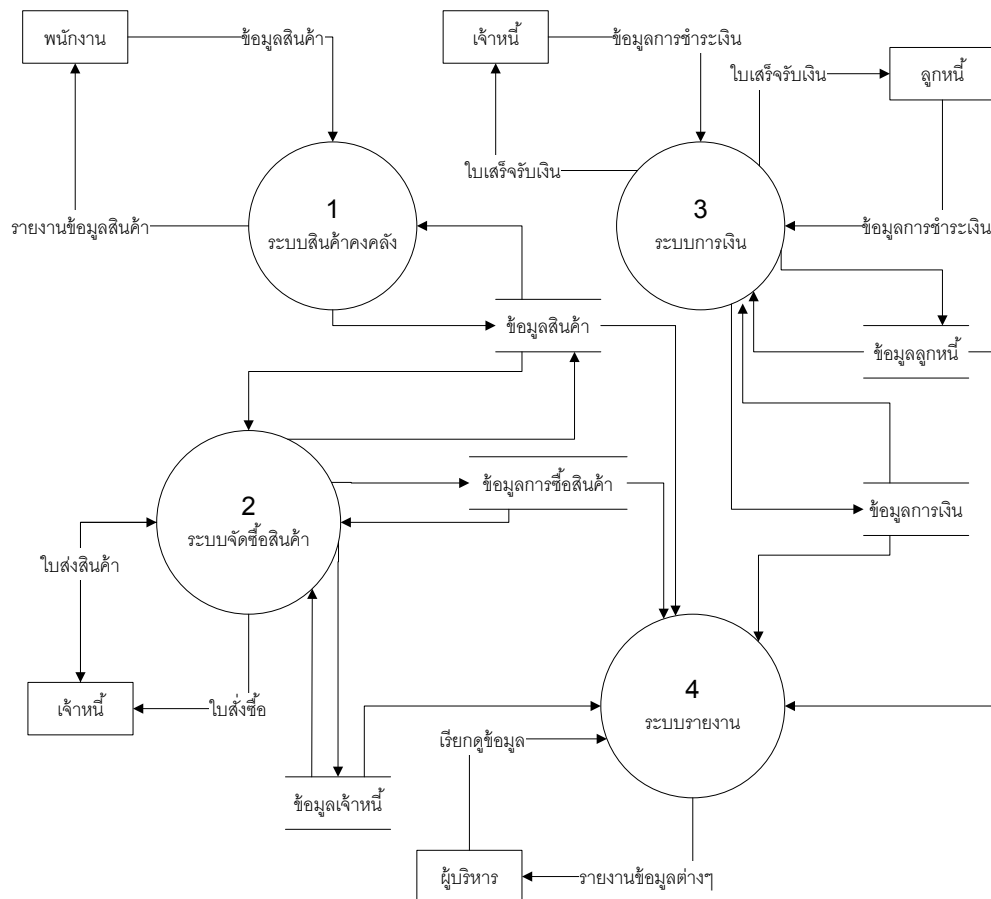 พนักงาน
ข้อมูลสินค้า
เจ้าหนี้
ข้อมูลการชำระเงิน
ใบเสร็จรับเงิน
ลูกหนี้
ใบเสร็จรับเงิน
1
ระบบสินค้าคงคลัง
3
ระบบการเงิน
รายงานข้อมูลสินค้า
ข้อมูลการชำระเงิน
ข้อมูลสินค้า
ข้อมูลลูกหนี้
2
ระบบจัดซื้อสินค้า
ข้อมูลการซื้อสินค้า
ข้อมูลการเงิน
ใบส่งสินค้า
เจ้าหนี้
ใบสั่งซื้อ
4
ระบบรายงาน
เรียกดูข้อมูล
ข้อมูลเจ้าหนี้
ผู้บริหาร
รายงานข้อมูลต่างๆ